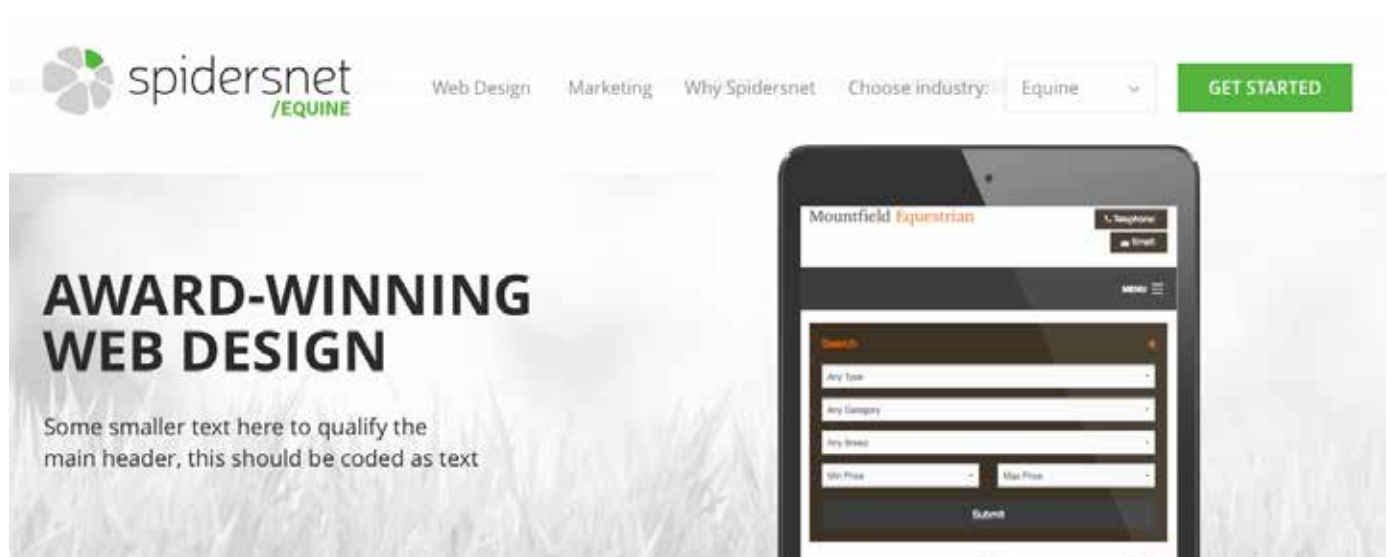 spidersnet
/EQUINE
Web Design Marketing Why Spidersnet Choose industry: Equine GET STARTED
Mountfield Equestrian
Telephone
Email
MENU
AWARD-WINNING
WEB DESIGN
Some smaller text here to qualify the
main header, this should be coded as text
Search
Any Type
Any Category
Any Breed
Min Price Max Price
Submit